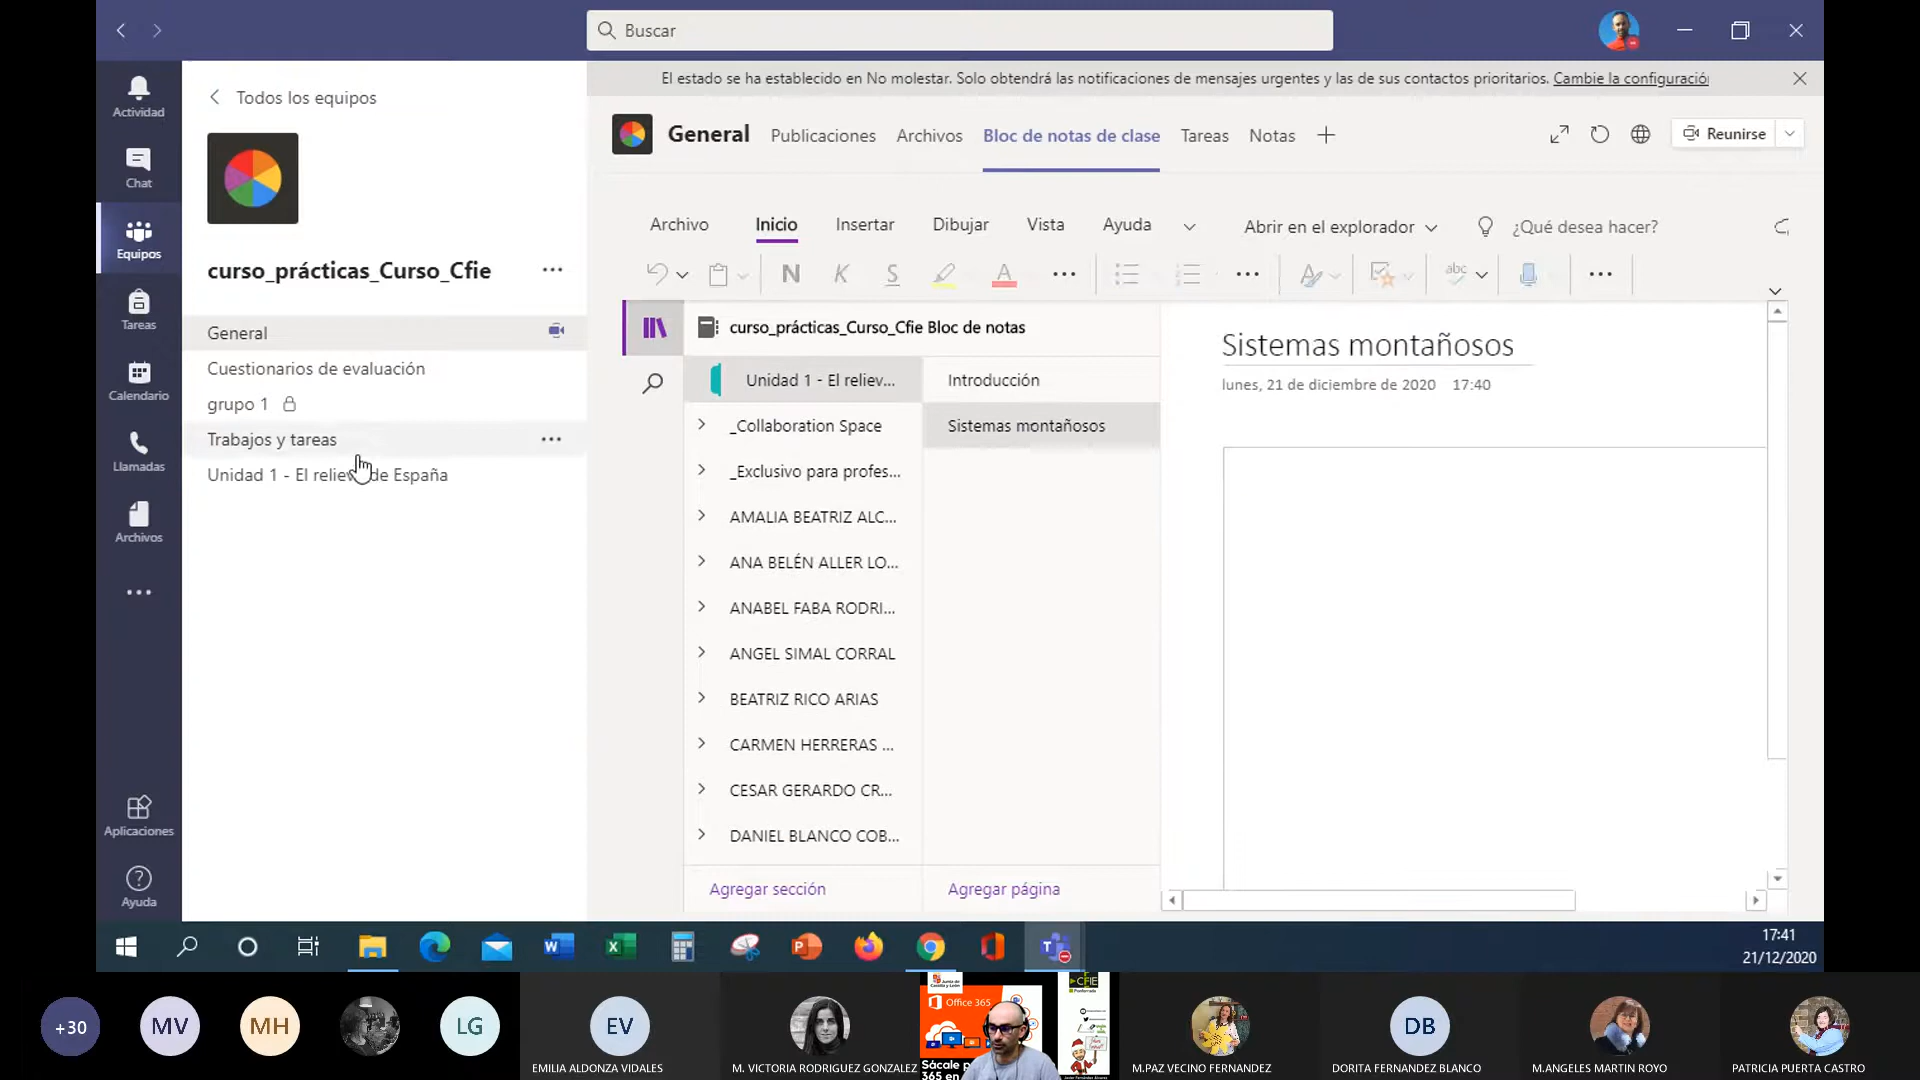 Buscar
Actividad
Chat
Equipos
Tareas
Calendario
Llamadas
Archivos
Aplicaciones
Ayuda
Todos los equipos
curso_prácticas_Curso_Cfie
General
Cuestionarios de evaluación
grupo 1
Trabajos y tareas
Unidad 1 - El relieve de España
El estado se ha establecido en No molestar. Solo obtendrá las notificaciones de mensajes urgentes y las de sus contactos prioritarios. Cambie la configuració
General Publicaciones Archivos Bloc de notas de clase Tareas Notas
Reunirse
Archivo Inicio Insertar Dibujar Vista Ayuda Abrir en el explorador ¿Qué desea hacer?
N K S A abc
curso_prácticas_Curso_Cfie Bloc de notas
Unidad 1 - El reliev...
_Collaboration Space
_Exclusivo para profes...
AMALIA BEATRIZ ALC...
ANA BELÉN ALLER LO...
ANABEL FABA RODRI...
ANGEL SIMAL CORRAL
BEATRIZ RICO ARIAS
CARMEN HERRERAS ...
CESAR GERARDO CR...
DANIEL BLANCO COB...
Agregar sección
Introducción
Sistemas montañosos
Agregar página
Sistemas montañosos
lunes, 21 de diciembre de 2020 17:40
17:41
21/12/2020
+30
MV
MH
LG
EV
EMILIA ALDONZA VIDALES
M. VICTORIA RODRIGUEZ GONZALEZ
Office 365
Sácale p
365 en
CFIE
M.PAZ VECINO FERNANDEZ
DB
DORITA FERNANDEZ BLANCO
M.ANGELES MARTIN ROYO
PATRICIA PUERTA CASTRO